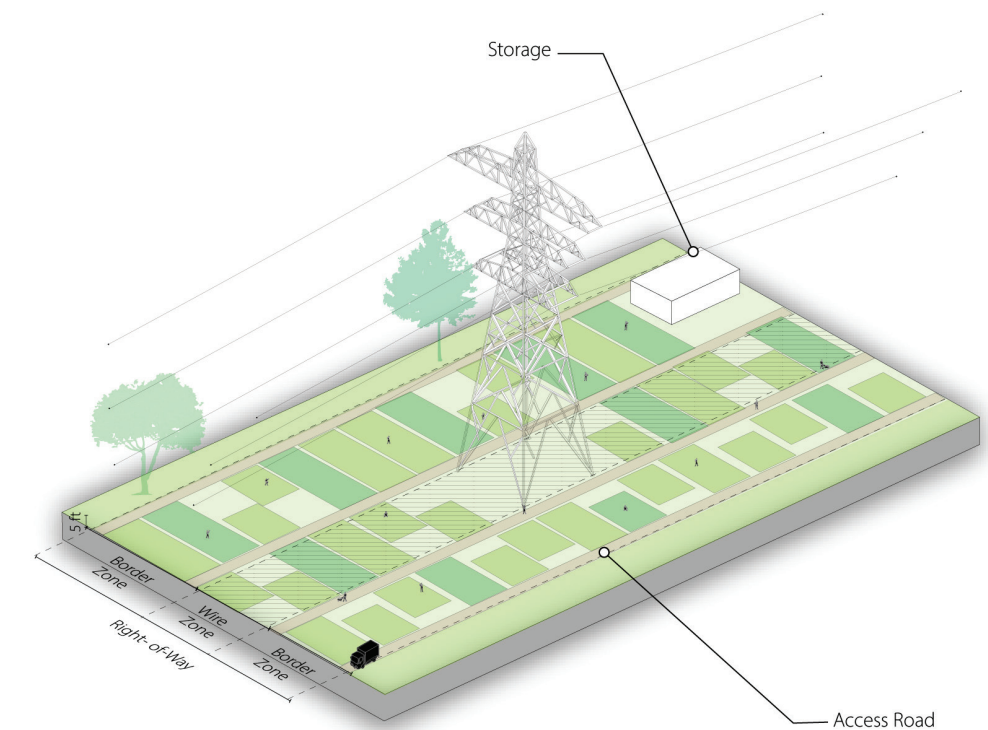 Storage
5 ft
Border
Zone
Wire
Zone
Border
Zone
Right- of-Way
Access Road